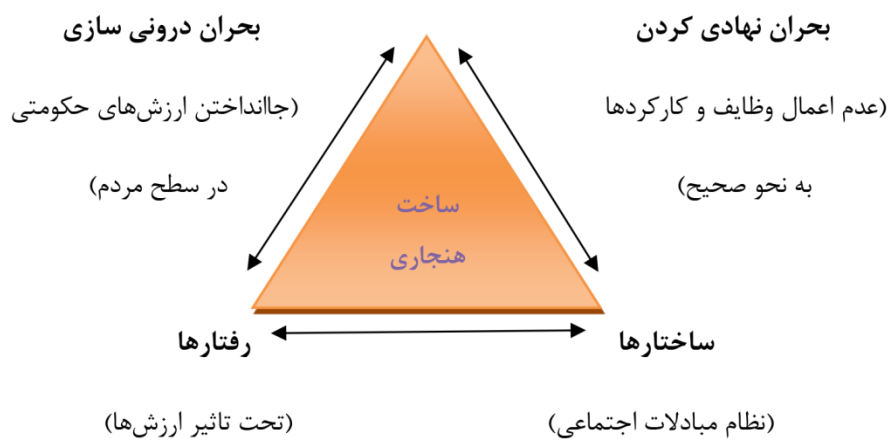 بحران نهادی کردن
بحران درونی سازی
(عدم اعمال وظایف و کارکردها
(جاانداختن ارزش‌های حکومتی
به نحو صحیح)
در سطح مردم)
ساخت
هنجاری
ساختارها
رفتارها
(نظام مبادلات اجتماعی)
(تحت تاثیر ارزش‌ها)